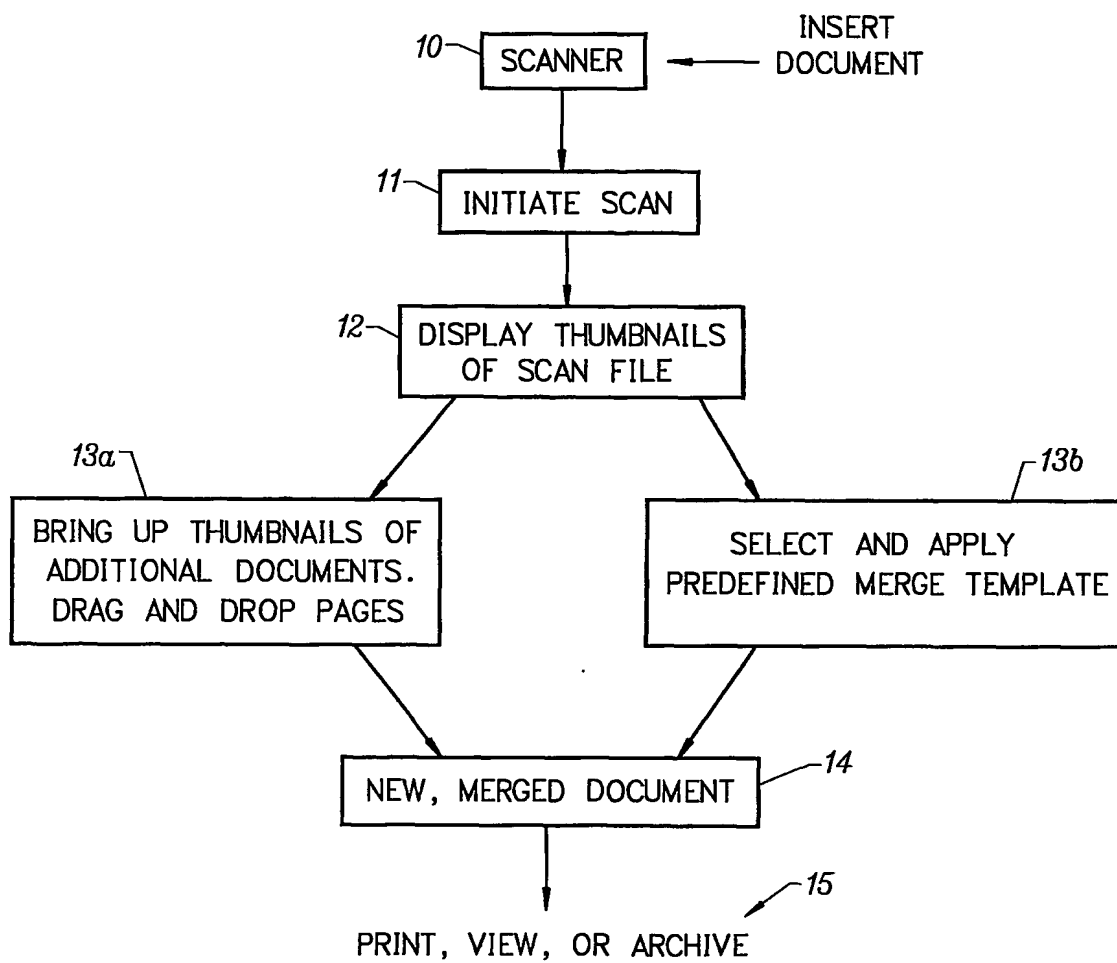 INSERT
DOCUMENT
10
SCANNER
11
INITIATE SCAN
12
DISPLAY THUMBNAILS
OF SCAN FILE
13a
BRING UP THUMBNAILS OF
ADDITIONAL DOCUMENTS.
DRAG AND DROP PAGES
13b
SELECT AND APPLY
PREDEFINED MERGE TEMPLATE
NEW, MERGED DOCUMENT
14
15
PRINT, VIEW, OR ARCHIVE